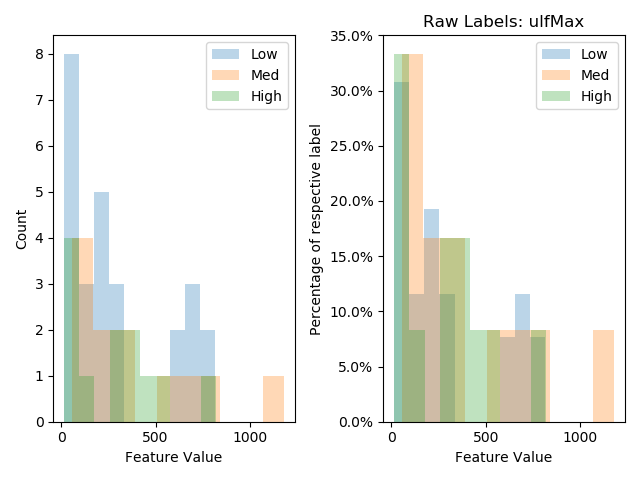 Raw Labels: ulfMax
8
7
6
5
4
3
2
1
0
Count
0
500
1000
Feature Value
Low
Med
High
35.0%
30.0%
25.0%
20.0%
15.0%
10.0%
5.0%
0.0%
Percentage of respective label
0
500
1000
Feature Value
Low
Med
High